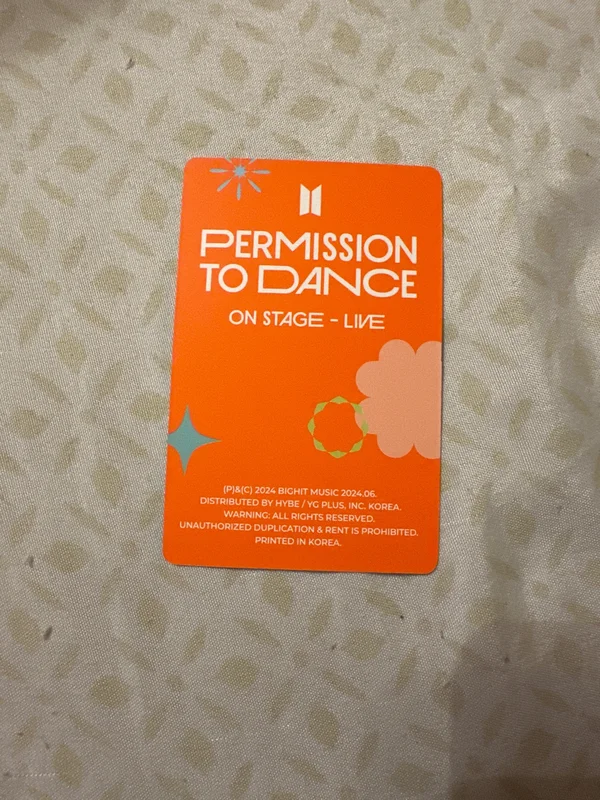 PERMISSION
TO DANCE
ON STAGE - LIVE
(P)&(C) 2024 BIGHIT MUSIC 2024.06.
DISTRIBUTED BY HYBE / YG PLUS, INC. KOREA.
WARNING: ALL RIGHTS RESERVED.
UNAUTHORIZED DUPLICATION & RENT IS PROHIBITED.
PRINTED IN KOREA.